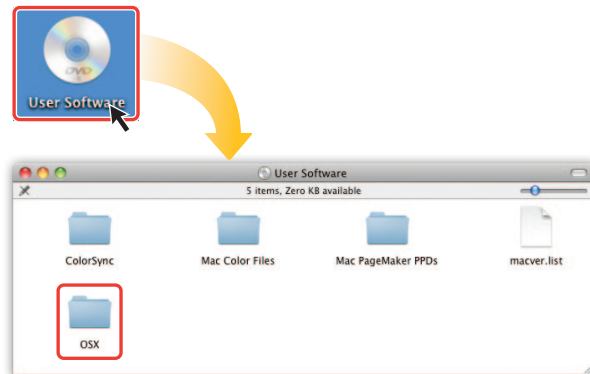 DVD
User Software
User Software
5 items, Zero KB available
ColorSync
Mac Color Files
Mac PageMaker PPDs
macver.list
OSX